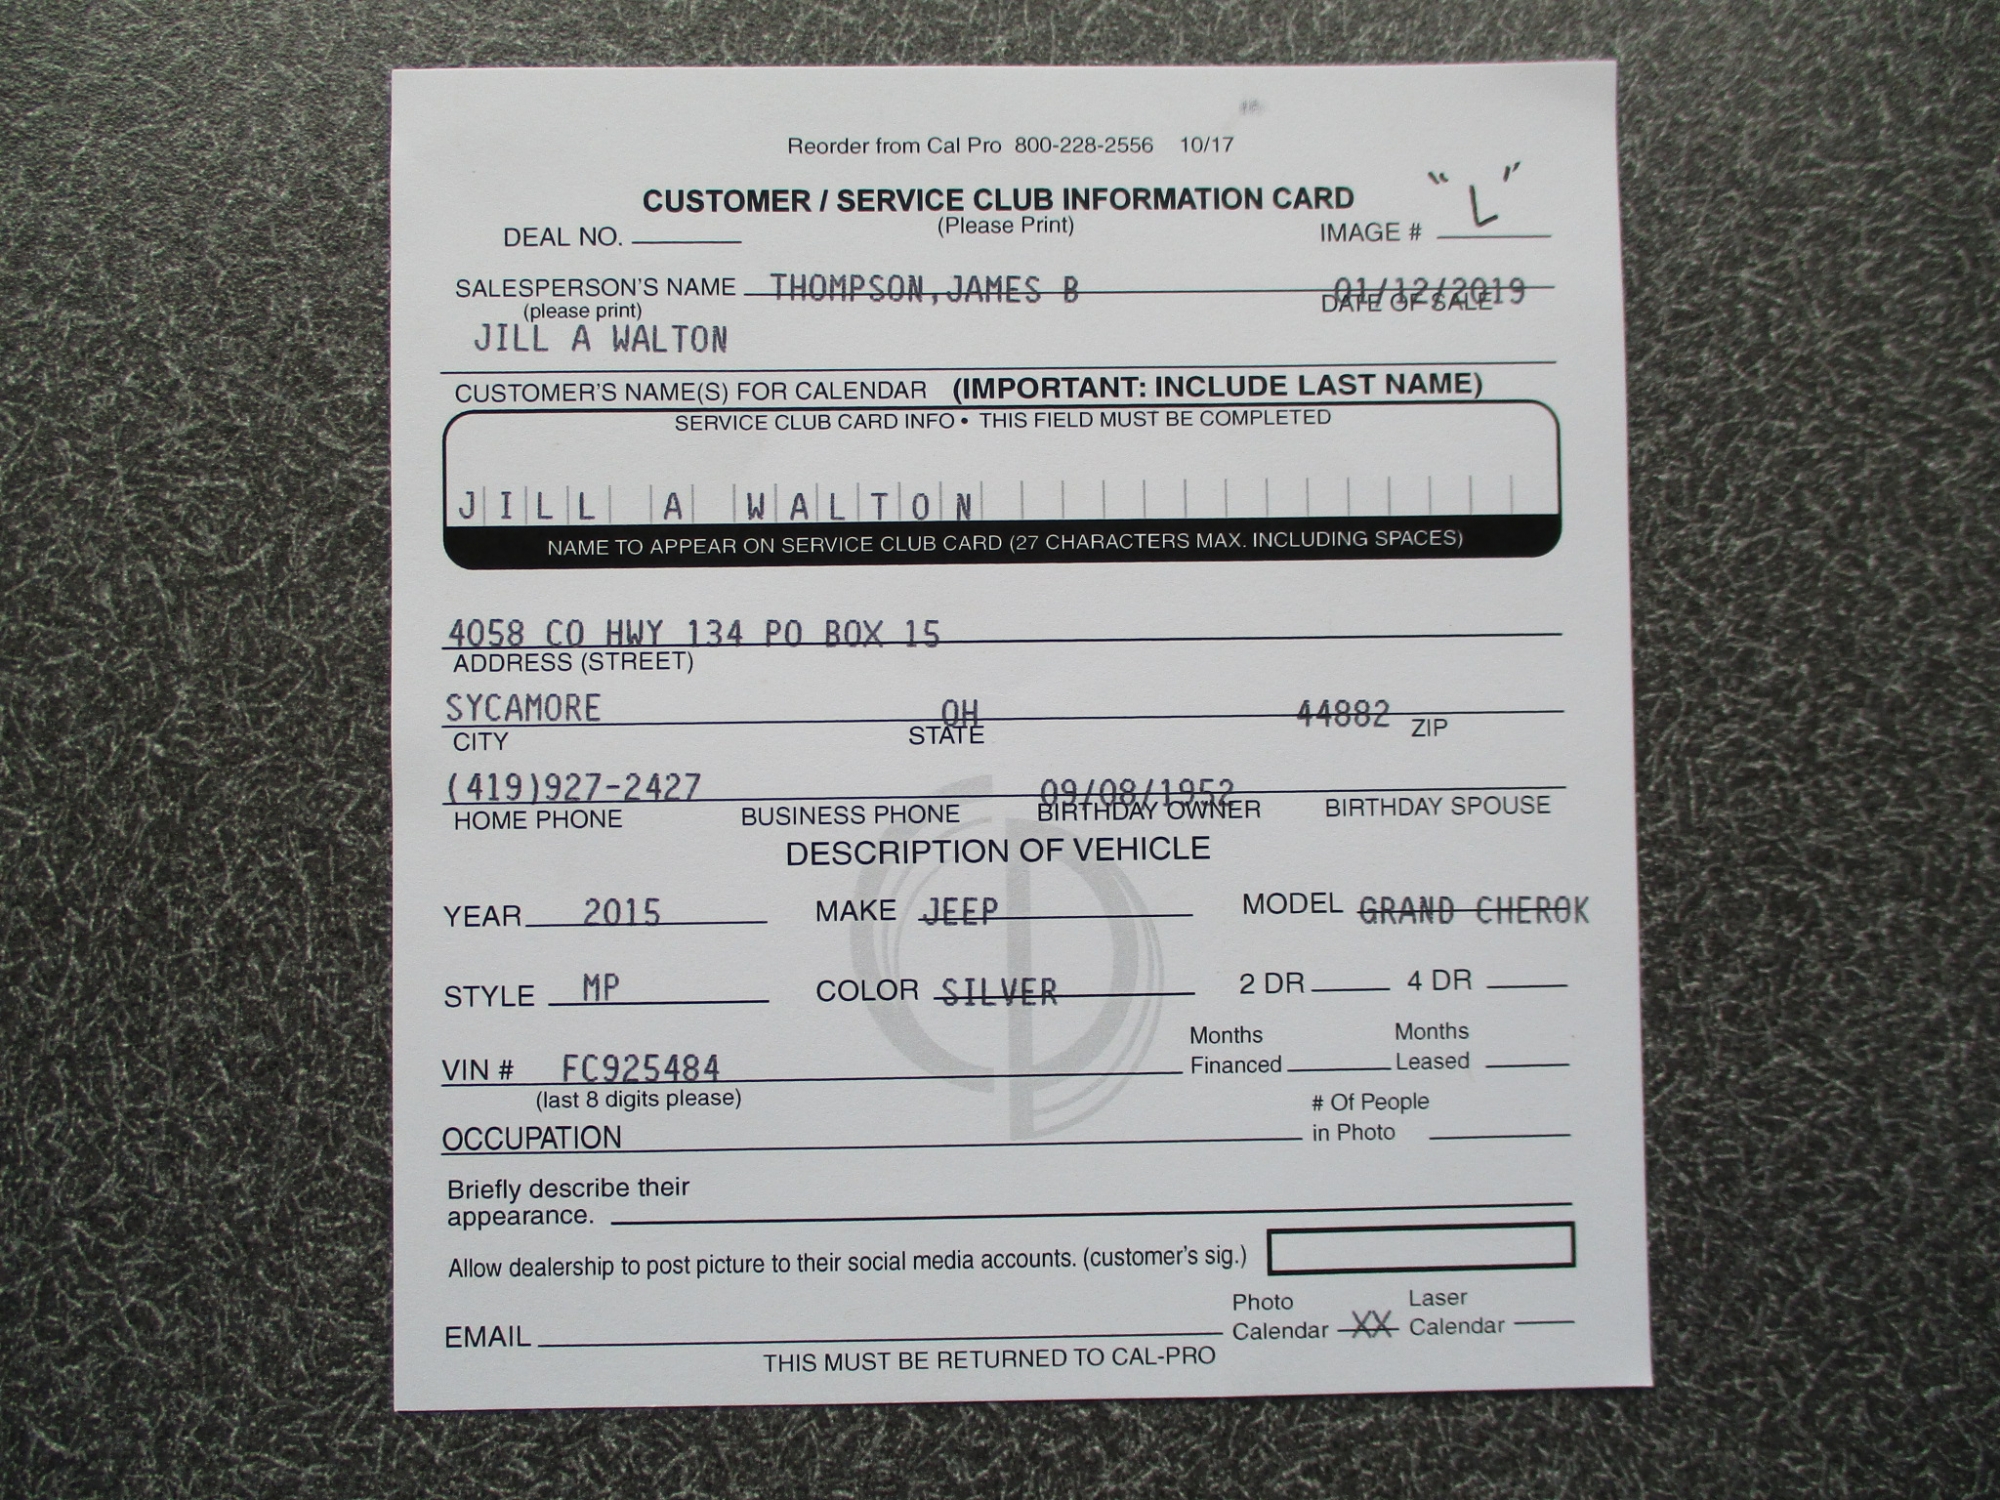 Reorder from Cal Pro 800-228-2556 10/17
CUSTOMER / SERVICE CLUB INFORMATION CARD
(Please Print)
"L"
DEAL NO.
IMAGE #
SALESPERSON'S NAME THOMPSON,JAMES B 01/12/2019
(please print) DATE OF SALE
JILL A WALTON
CUSTOMER'S NAME(S) FOR CALENDAR (IMPORTANT: INCLUDE LAST NAME)
SERVICE CLUB CARD INFO • THIS FIELD MUST BE COMPLETED
JILL A WALTON
NAME TO APPEAR ON SERVICE CLUB CARD (27 CHARACTERS MAX. INCLUDING SPACES)
4058 CO HWY 134 PO BOX 15
ADDRESS (STREET)
SYCAMORE OH 44882
CITY STATE ZIP
(419)927-2427 09/08/1952
HOME PHONE BUSINESS PHONE BIRTHDAY OWNER BIRTHDAY SPOUSE
DESCRIPTION OF VEHICLE
YEAR 2015 MAKE JEEP MODEL GRAND CHEROK
STYLE MP COLOR SILVER 2 DR 4 DR
VIN # FC925484 Months Financed Months Leased
(last 8 digits please)
OCCUPATION # Of People in Photo
Briefly describe their
appearance.
Allow dealership to post picture to their social media accounts. (customer's sig.)
EMAIL Photo Calendar XX Laser Calendar
THIS MUST BE RETURNED TO CAL-PRO